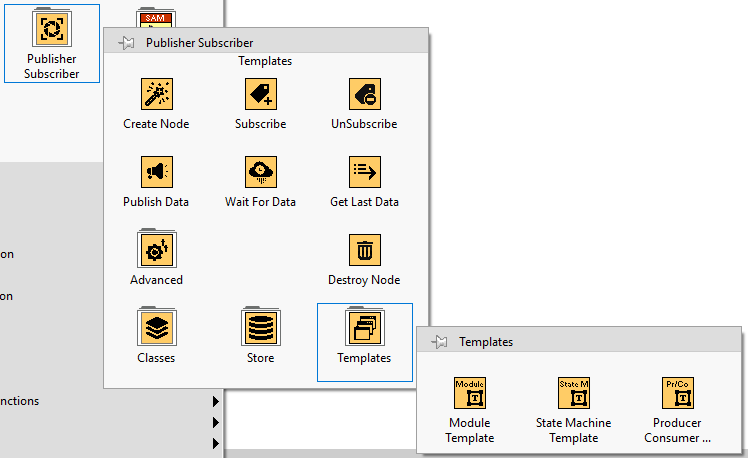 SAM
Publisher
Subscriber
Publisher Subscriber
Templates
Create Node
Subscribe
UnSubscribe
Publish Data
Wait For Data
Get Last Data
Advanced
Destroy Node
Classes
Store
Templates
on
on
nctions
Templates
Module
State M
Pr/Co
T
T
T
Module
Template
State Machine
Template
Producer
Consumer ...